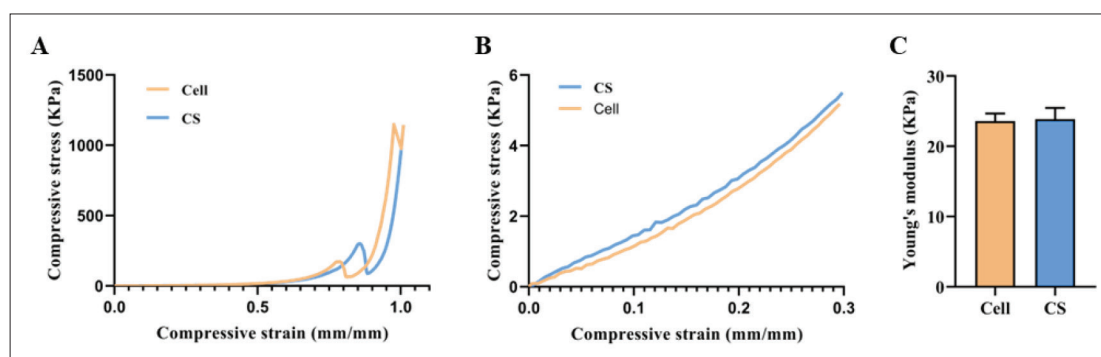 A
Compressive stress (KPa)
1500
1000
500
0
Cell
CS
0.0
0.5
1.0
Compressive strain (mm/mm)
B
Compressive stress (KPa)
6
4
2
0
CS
Cell
0.0
0.1
0.2
0.3
Compressive strain (mm/mm)
C
Young's modulus (KPa)
30
20
10
0
Cell
CS